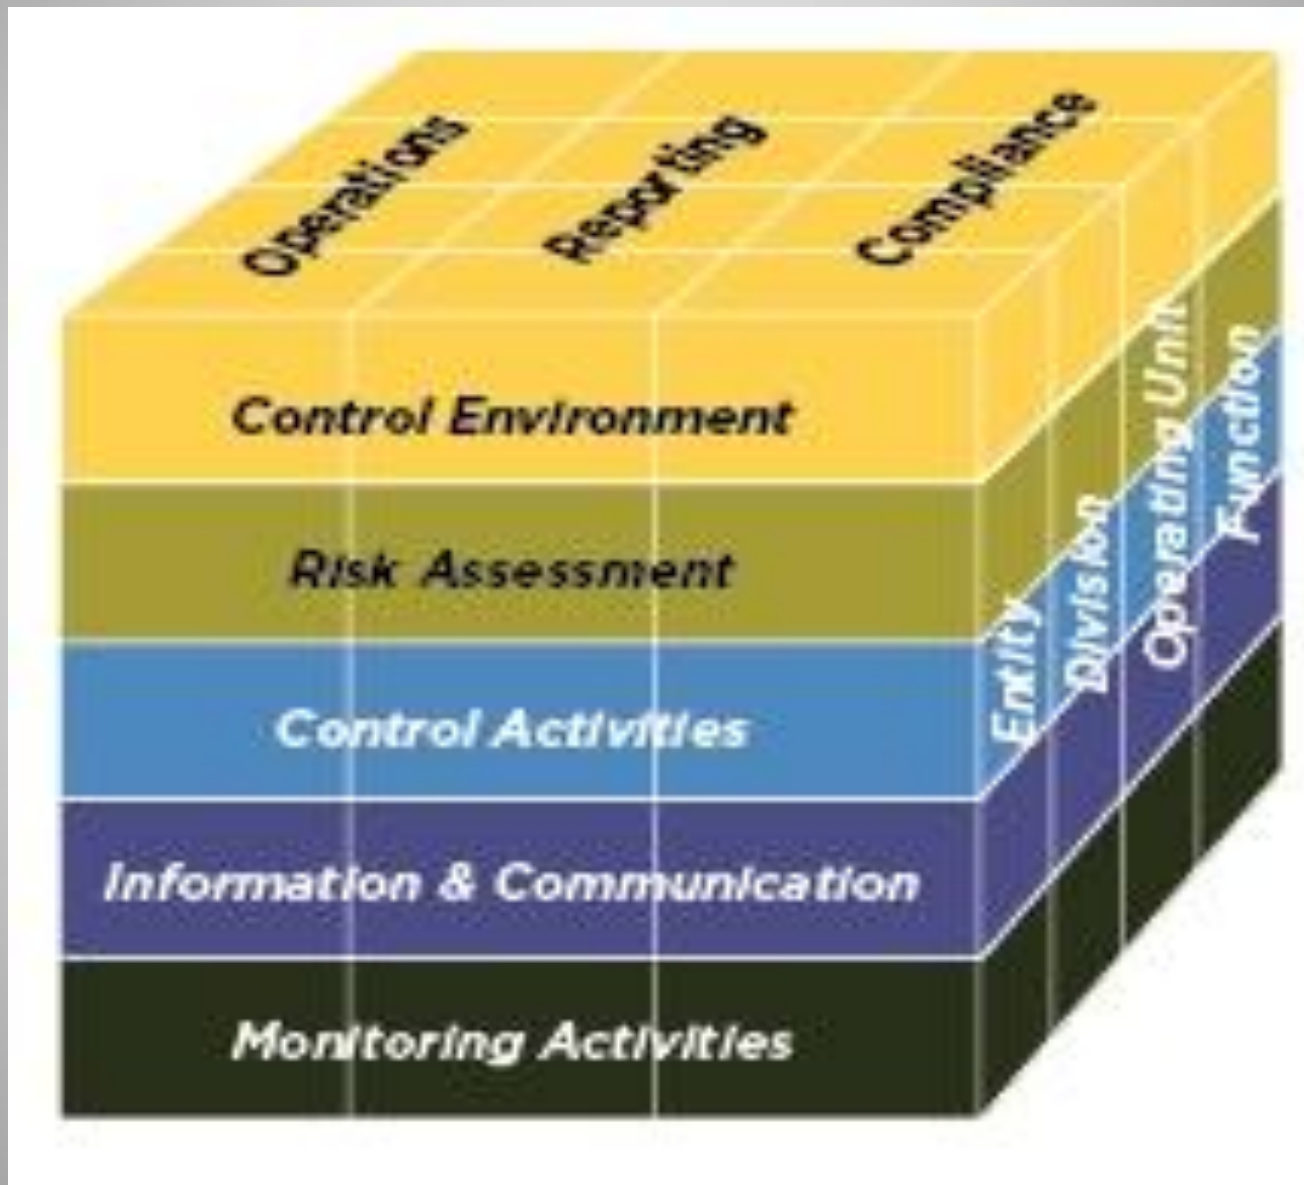 Operations
Reporting
Compliance
Control Environment
Risk Assessment
Control Activities
Information & Communication
Monitoring Activities
Entity
Division
Operating Unit
Function